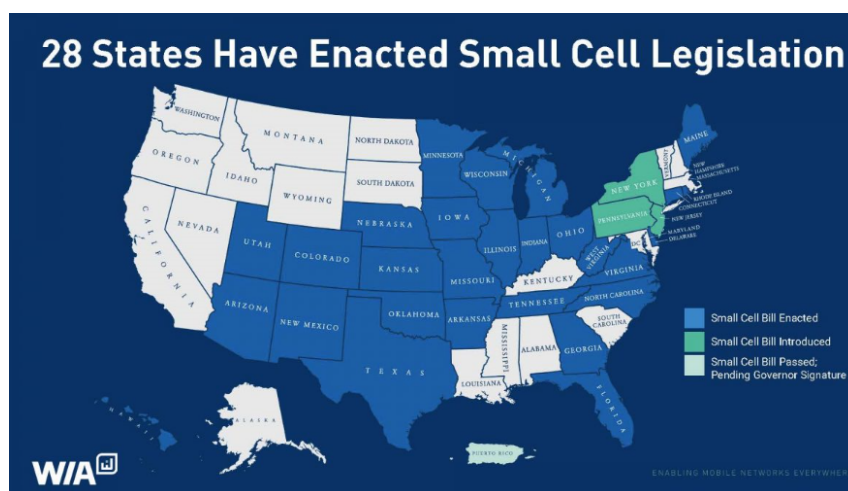 28 States Have Enacted Small Cell Legislation
WASHINGTON
MONTANA
NORTH DAKOTA
MINNESOTA
MICHIGAN
MAINE
VERMONT
NEW
HAMPSHIRE
MASSACHUSETTS
OREGON
IDAHO
SOUTH DAKOTA
WISCONSIN
NEW YORK
RHODE ISLAND
CONNECTICUT
WYOMING
NEBRASKA
IOWA
PENNSYLVANIA
NEW JERSEY
CALIFORNIA
NEVADA
UTAH
COLORADO
KANSAS
MISSOURI
ILLINOIS
INDIANA
OHIO
WEST
VIRGINIA
DC
MARYLAND
DELAWARE
KENTUCKY
VIRGINIA
ARIZONA
NEW MEXICO
OKLAHOMA
ARKANSAS
TENNESSEE
NORTH CAROLINA
SOUTH
CAROLINA
TEXAS
LOUISIANA
MISSISSIPPI
ALABAMA
GEORGIA
FLORIDA
Small Cell Bill Enacted
Small Cell Bill Introduced
Small Cell Bill Passed;
Pending Governor Signature
HAWAII
ALASKA
PUERTO RICO
WIA
ENABLING MOBILE NETWORKS EVERYWHERE